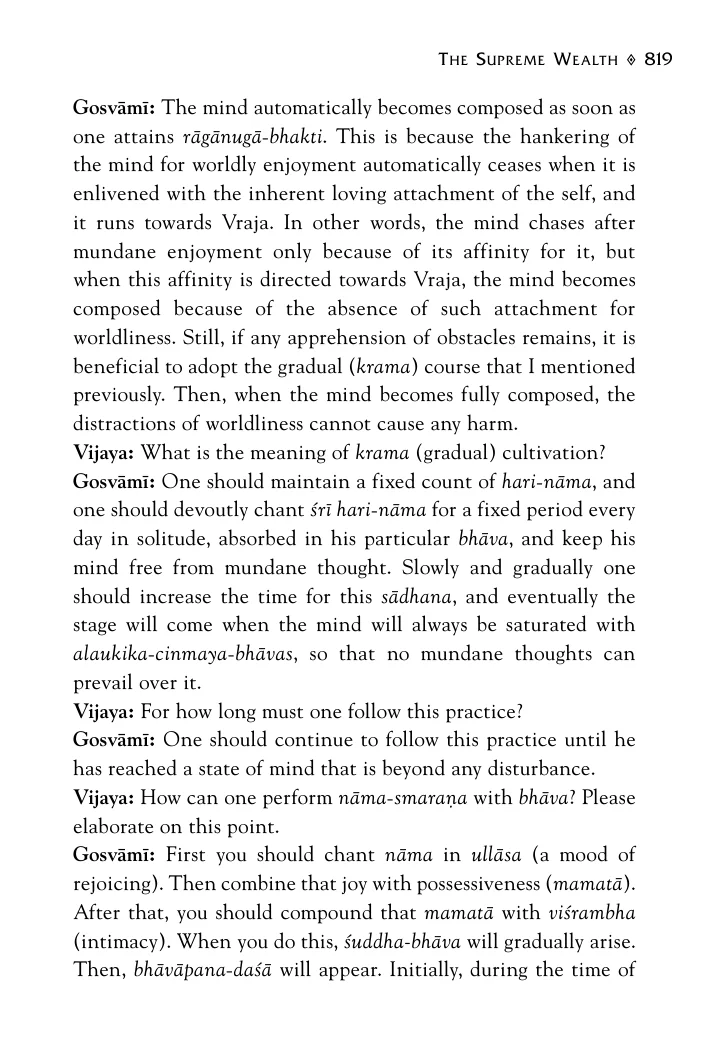 The Supreme Wealth ◊ 819
Gosvāmī: The mind automatically becomes composed as soon as
one attains rāgānugā-bhakti. This is because the hankering of
the mind for worldly enjoyment automatically ceases when it is
enlivened with the inherent loving attachment of the self, and
it runs towards Vraja. In other words, the mind chases after
mundane enjoyment only because of its affinity for it, but
when this affinity is directed towards Vraja, the mind becomes
composed because of the absence of such attachment for
worldliness. Still, if any apprehension of obstacles remains, it is
beneficial to adopt the gradual (krama) course that I mentioned
previously. Then, when the mind becomes fully composed, the
distractions of worldliness cannot cause any harm.
Vijaya: What is the meaning of krama (gradual) cultivation?
Gosvāmī: One should maintain a fixed count of hari-nāma, and
one should devoutly chant śrī hari-nāma for a fixed period every
day in solitude, absorbed in his particular bhāva, and keep his
mind free from mundane thought. Slowly and gradually one
should increase the time for this sādhana, and eventually the
stage will come when the mind will always be saturated with
alaukika-cinmaya-bhāvas, so that no mundane thoughts can
prevail over it.
Vijaya: For how long must one follow this practice?
Gosvāmī: One should continue to follow this practice until he
has reached a state of mind that is beyond any disturbance.
Vijaya: How can one perform nāma-smaraṇa with bhāva? Please
elaborate on this point.
Gosvāmī: First you should chant nāma in ullāsa (a mood of
rejoicing). Then combine that joy with possessiveness (mamatā).
After that, you should compound that mamatā with viśrambha
(intimacy). When you do this, śuddha-bhāva will gradually arise.
Then, bhāvāpana-daśā will appear. Initially, during the time of